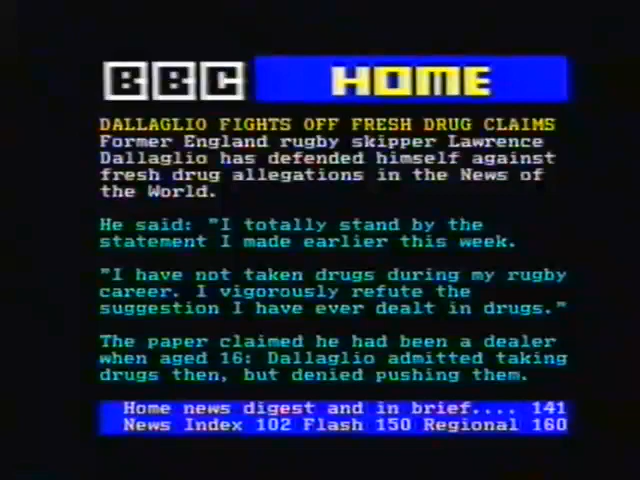 BBC HOME
DALLAGLIO FIGHTS OFF FRESH DRUG CLAIMS
Former England rugby skipper Lawrence
Dallaglio has defended himself against
fresh drug allegations in the News of
the World.
He said: "I totally stand by the
statement I made earlier this week.
"I have not taken drugs during my rugby
career. I vigorously refute the
suggestion I have ever dealt in drugs."
The paper claimed he had been a dealer
when aged 16: Dallaglio admitted taking
drugs then, but denied pushing them.
Home news digest and in brief.... 141
News Index 102 Flash 150 Regional 160